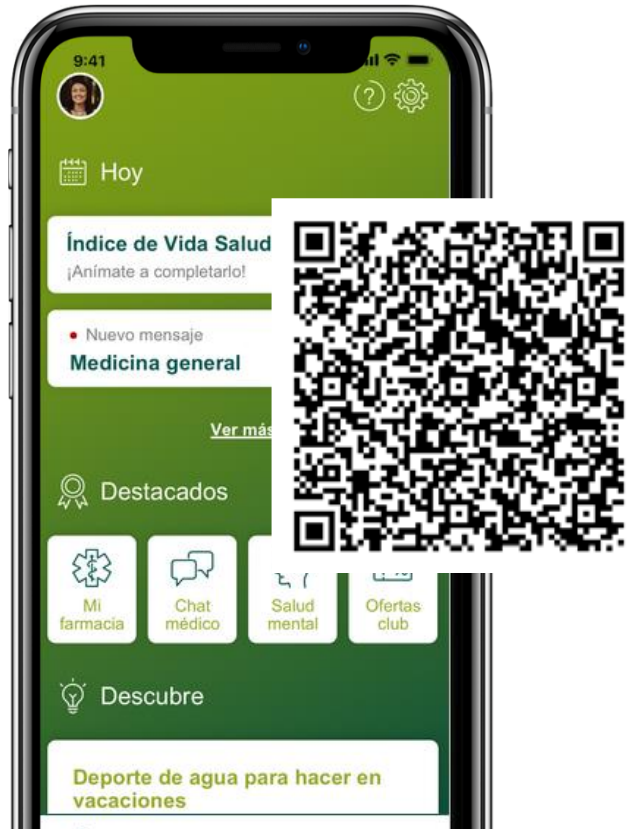 9:41
Hoy
Índice de Vida Salud
¡Anímate a completarlo!
Nuevo mensaje
Medicina general
Ver más
Destacados
Mi farmacia
Chat médico
Salud mental
Ofertas club
Descubre
Deporte de agua para hacer en
vacaciones